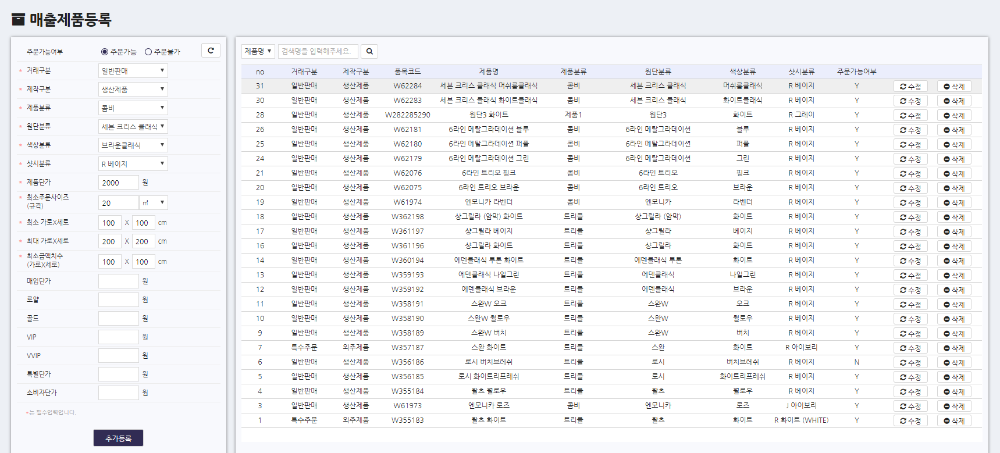 매출제품등록
주문가능여부 주문가능 주문불가
* 거래구분 일반판매
* 제작구분 생산제품
* 제품분류 콤비
* 원단분류 세븐 크리스 클래식
* 색상분류 브라운클래식
* 샷시분류 R 베이지
* 제품단가 2000 원
* 최소주문사이즈
(규격) 20 ㎡
* 최소 가로X세로 100 X 100 cm
* 최대 가로X세로 200 X 200 cm
* 최소금액치수
(가로X세로) 100 X 100 cm
매입단가 원
로얄 원
골드 원
VIP 원
VVIP 원
특별단가 원
소비자단가 원
*는 필수입력입니다.
추가등록
제품명 검색명을 입력해주세요.
no 거래구분 제작구분 품목코드 제품명 제품분류 원단분류 색상분류 샷시분류 주문가능여부
31 일반판매 생산제품 W62284 세븐 크리스 클래식 머쉬룸클래식 콤비 세븐 크리스 클래식 머쉬룸클래식 R 베이지 Y 수정 삭제
30 일반판매 생산제품 W62283 세븐 크리스 클래식 화이트클래식 콤비 세븐 크리스 클래식 화이트클래식 R 베이지 Y 수정 삭제
28 일반판매 생산제품 W282285290 원단3 화이트 제품1 원단3 화이트 R 그레이 Y 수정 삭제
26 일반판매 생산제품 W62181 6라인 메탈그라데이션 블루 콤비 6라인 메탈그라데이션 블루 R 베이지 Y 수정 삭제
25 일반판매 생산제품 W62180 6라인 메탈그라데이션 퍼플 콤비 6라인 메탈그라데이션 퍼플 R 베이지 Y 수정 삭제
24 일반판매 생산제품 W62179 6라인 메탈그라데이션 그린 콤비 6라인 메탈그라데이션 그린 R 베이지 Y 수정 삭제
21 일반판매 생산제품 W62076 6라인 트리오 핑크 콤비 6라인 트리오 핑크 R 베이지 Y 수정 삭제
20 일반판매 생산제품 W62075 6라인 트리오 브라운 콤비 6라인 트리오 브라운 R 베이지 Y 수정 삭제
19 일반판매 생산제품 W61974 엔모니카 라벤더 콤비 엔모니카 라벤더 R 베이지 Y 수정 삭제
18 일반판매 생산제품 W362198 샹그릴라 (암막) 화이트 트리플 샹그릴라 (암막) 화이트 R 베이지 Y 수정 삭제
17 일반판매 생산제품 W361197 샹그릴라 베이지 트리플 샹그릴라 베이지 R 베이지 Y 수정 삭제
16 일반판매 생산제품 W361196 샹그릴라 화이트 트리플 샹그릴라 화이트 R 베이지 Y 수정 삭제
14 일반판매 생산제품 W360194 에덴클래식 투톤 화이트 트리플 에덴클래식 투톤 화이트 R 베이지 Y 수정 삭제
13 일반판매 생산제품 W359193 에덴클래식 나일그린 트리플 에덴클래식 나일그린 R 베이지 Y 수정 삭제
12 일반판매 생산제품 W359192 에덴클래식 브라운 트리플 에덴클래식 브라운 R 베이지 Y 수정 삭제
11 일반판매 생산제품 W358191 스완W 오크 트리플 스완W 오크 R 베이지 Y 수정 삭제
10 일반판매 생산제품 W358190 스완W 윌로우 트리플 스완W 윌로우 R 베이지 Y 수정 삭제
9 일반판매 생산제품 W358189 스완W 버치 트리플 스완W 버치 R 베이지 Y 수정 삭제
7 특수주문 외주제품 W357187 스완 화이트 트리플 스완 화이트 R 아이보리 Y 수정 삭제
6 일반판매 생산제품 W356186 로시 버치브레쉬 트리플 로시 버치브레쉬 R 베이지 N 수정 삭제
5 일반판매 생산제품 W356185 로시 화이트리프레쉬 트리플 로시 화이트리프레쉬 R 베이지 Y 수정 삭제
4 일반판매 생산제품 W355184 왈츠 윌로우 트리플 왈츠 윌로우 R 베이지 Y 수정 삭제
3 일반판매 생산제품 W61973 엔모니카 로즈 콤비 엔모니카 로즈 J 아이보리 Y 수정 삭제
1 특수주문 외주제품 W355183 왈츠 화이트 트리플 왈츠 화이트 R 화이트 (WHITE) Y 수정 삭제